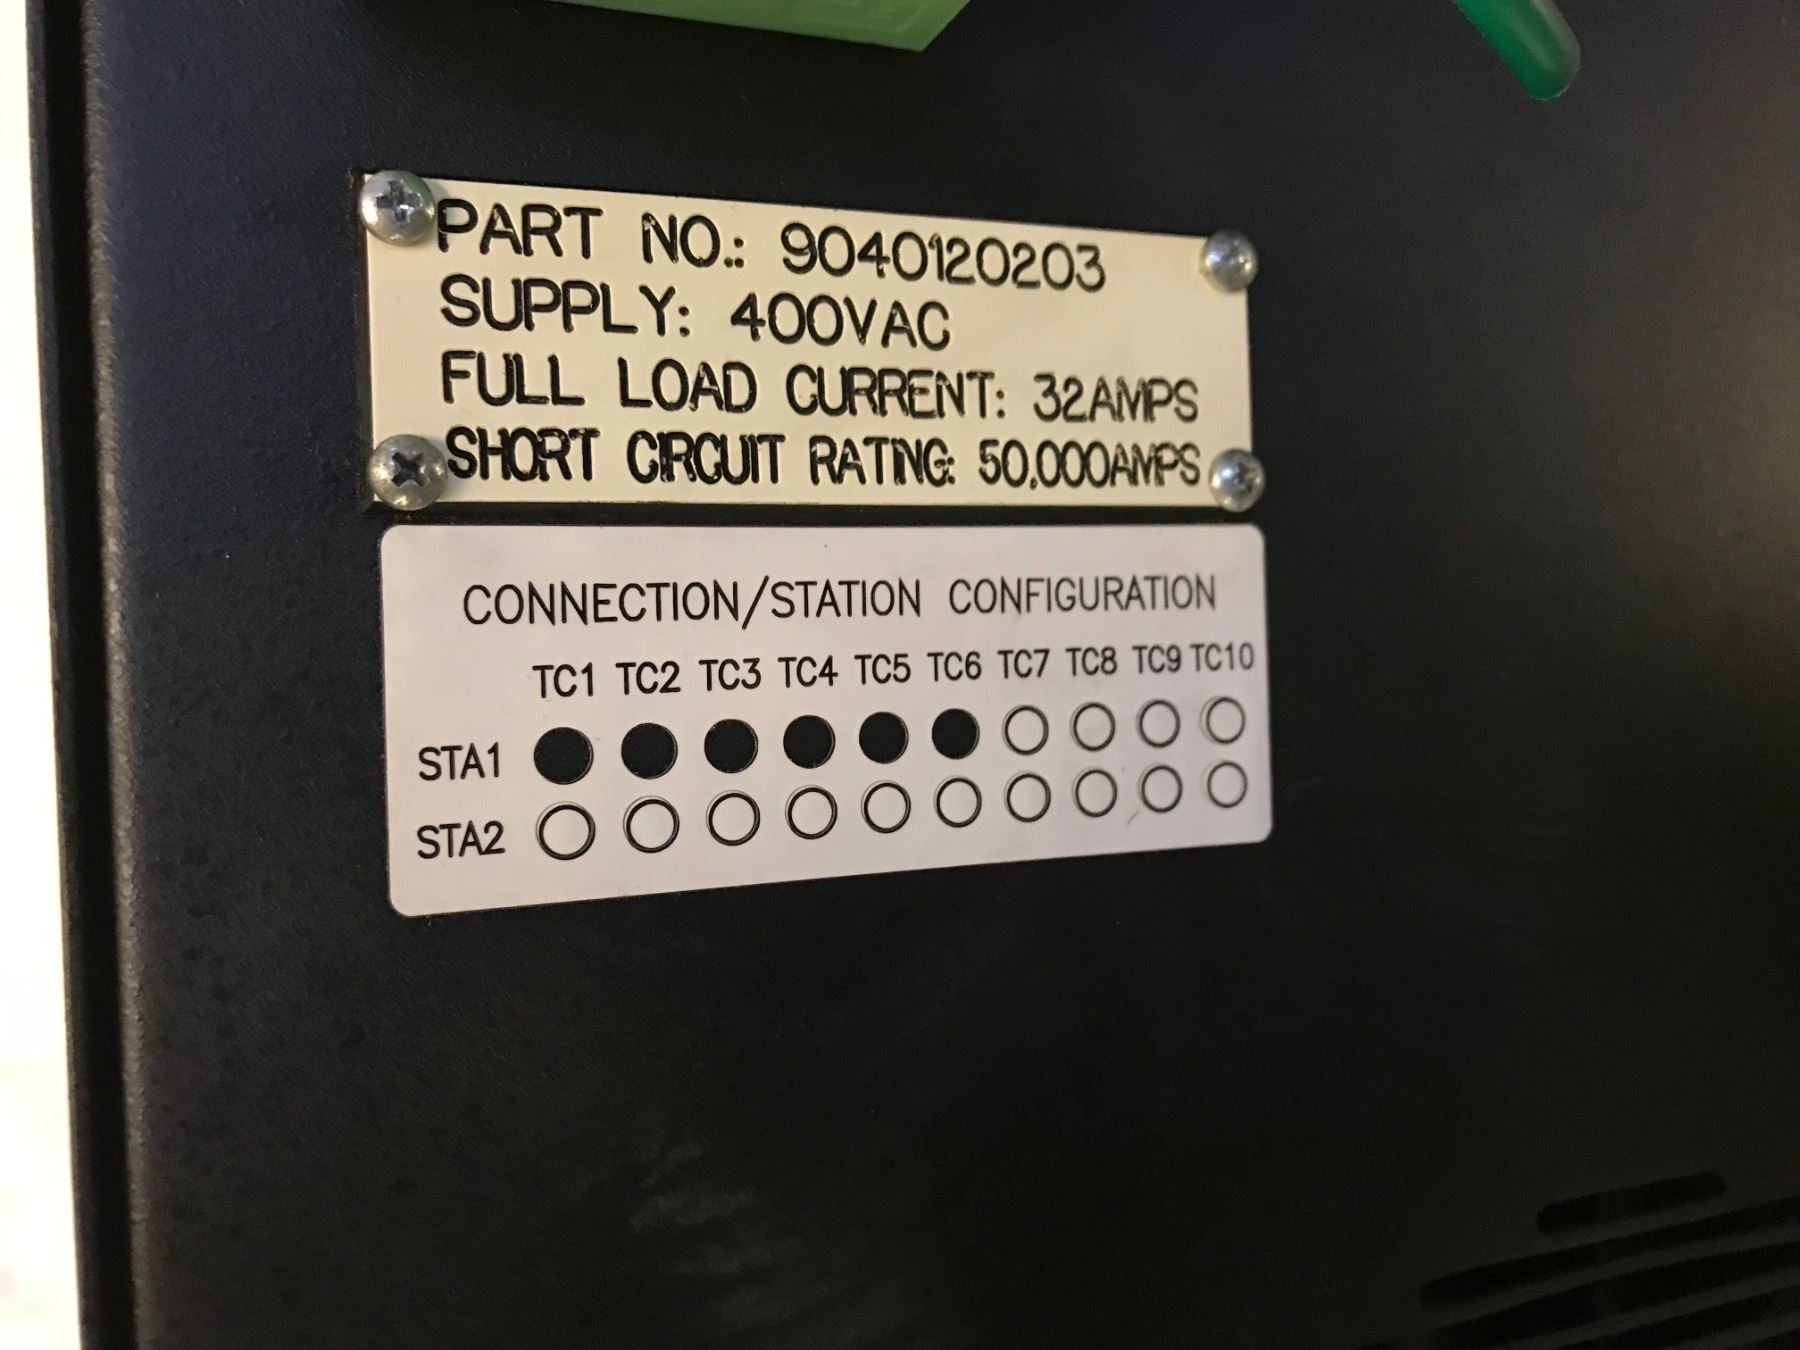 PART NO.: 9040120203
SUPPLY: 400VAC
FULL LOAD CURRENT: 32AMPS
SHORT CIRCUIT RATING: 50,000AMPS
CONNECTION/STATION CONFIGURATION
TC1 TC2 TC3 TC4 TC5 TC6 TC7 TC8 TC9 TC10
STA1
STA2